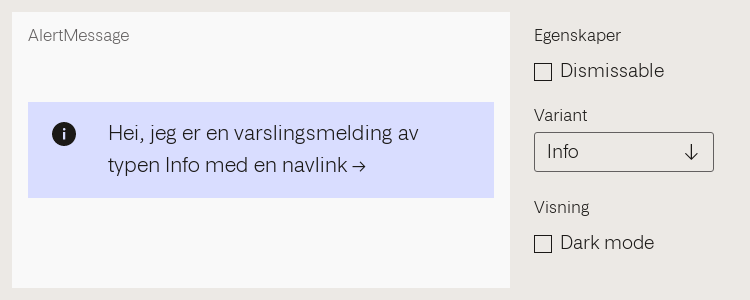 AlertMessage
Hei, jeg er en varslingsmelding av
typen Info med en navlink →
Egenskaper
Dismissable
Variant
Info
Visning
Dark mode